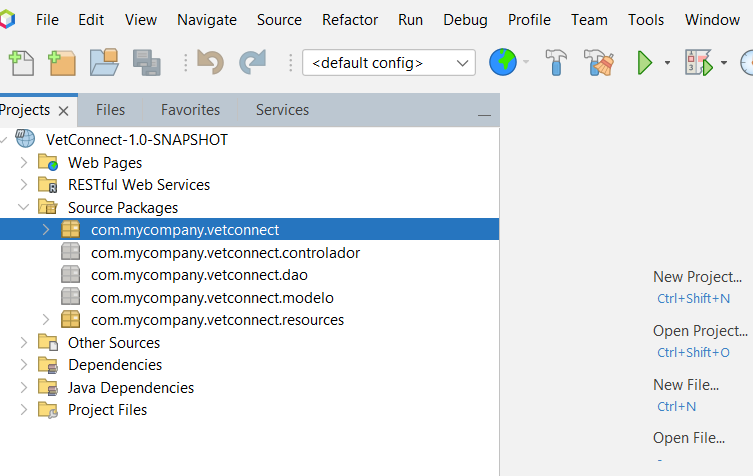 File Edit View Navigate Source Refactor Run Debug Profile Team Tools Window
<default config>
Projects Files Favorites Services
VetConnect-1.0-SNAPSHOT
Web Pages
RESTful Web Services
Source Packages
com.mycompany.vetconnect
com.mycompany.vetconnect.controlador
com.mycompany.vetconnect.dao
com.mycompany.vetconnect.modelo
com.mycompany.vetconnect.resources
Other Sources
Dependencies
Java Dependencies
Project Files
New Project...
Ctrl+Shift+N
Open Project...
Ctrl+Shift+O
New File...
Ctrl+N
Open File...